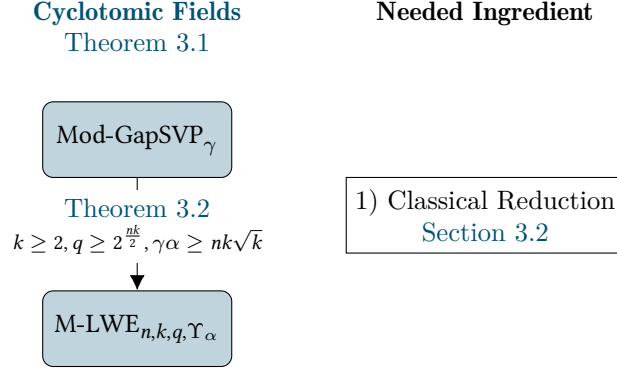 Cyclotomic Fields
Theorem 3.1
Needed Ingredient
Mod-GapSVP_γ
Theorem 3.2
k ≥ 2, q ≥ 2^{nk/2}, γα ≥ nk√k
1) Classical Reduction
Section 3.2
M-LWE_{n,k,q,Υ_α}